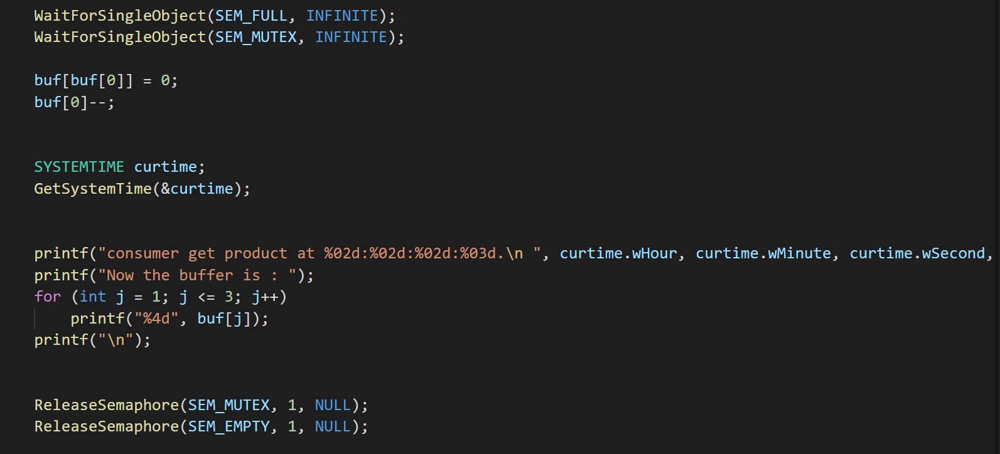 WaitForSingleObject(SEM_FULL, INFINITE);
WaitForSingleObject(SEM_MUTEX, INFINITE);
buf[buf[0]] = 0;
buf[0]--;
SYSTEMTIME curtime;
GetSystemTime(&curtime);
printf("consumer get product at %02d:%02d:%02d:%03d.\n ", curtime.wHour, curtime.wMinute, curtime.wSecond,
printf("Now the buffer is : ");
for (int j = 1; j <= 3; j++)
printf("%4d", buf[j]);
printf("\n");
ReleaseSemaphore(SEM_MUTEX, 1, NULL);
ReleaseSemaphore(SEM_EMPTY, 1, NULL);